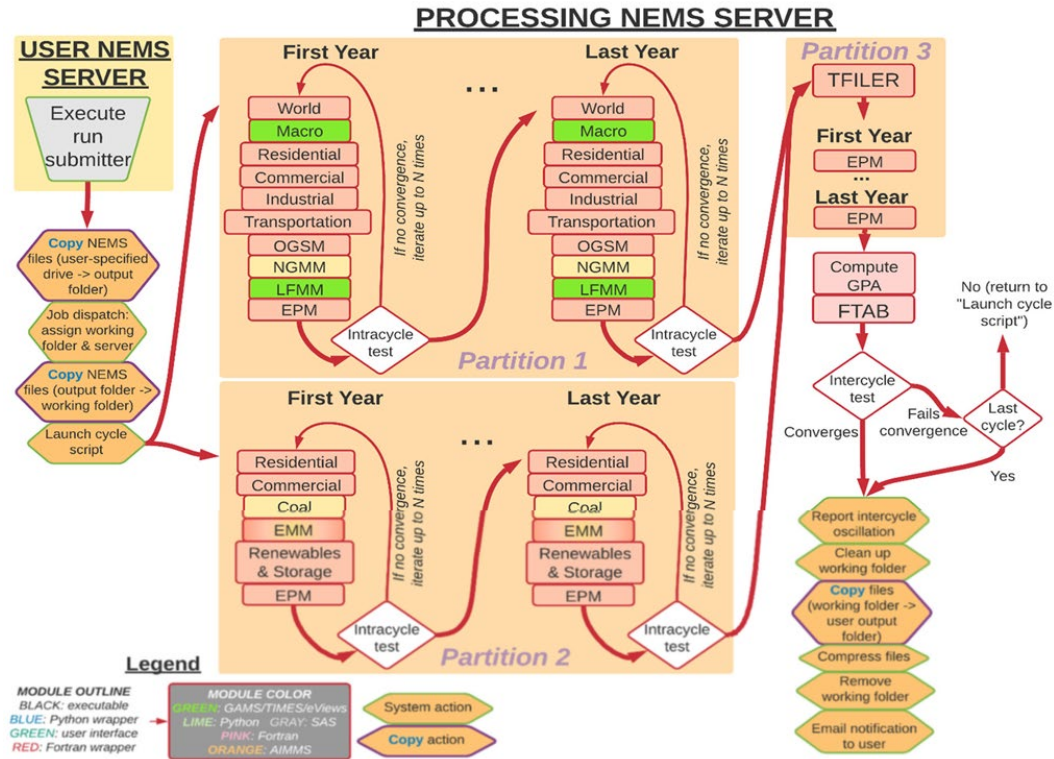 PROCESSING NEMS SERVER
USER NEMS
SERVER
Execute
run
submitter
Copy NEMS
files (user-specified
drive -> output
folder)
Job dispatch:
assign working
folder & server
Copy NEMS
files (output folder ->
working folder)
Launch cycle
script
First Year
World
Macro
Residential
Commercial
Industrial
Transportation
OGSM
NGMM
LFMM
EPM
If no convergence,
iterate up to N times
Intracycle
test
...
Last Year
World
Macro
Residential
Commercial
Industrial
Transportation
OGSM
NGMM
LFMM
EPM
If no convergence,
iterate up to N times
Intracycle
test
Partition 1
First Year
Residential
Commercial
Coal
EMM
Renewables
& Storage
EPM
If no convergence,
iterate up to N times
Intracycle
test
...
Last Year
Residential
Commercial
Coal
EMM
Renewables
& Storage
EPM
If no convergence,
iterate up to N times
Intracycle
test
Partition 2
Partition 3
TFILER
First Year
EPM
...
Last Year
EPM
Compute
GPA
FTAB
Intercycle
test
Converges
Fails
convergence
Last
cycle?
No (return to
"Launch cycle
script")
Yes
Report intercycle
oscillation
Clean up
working folder
Copy files
(working folder ->
user output
folder)
Compress files
Remove
working folder
Email notification
to user
Legend
MODULE OUTLINE
BLACK: executable
BLUE: Python wrapper
GREEN: user interface
RED: Fortran wrapper
MODULE COLOR
GREEN: GAMS/TIMES/eViews
LIME: Python GRAY: SAS
PINK: Fortran
ORANGE: AIMMS
System action
Copy action